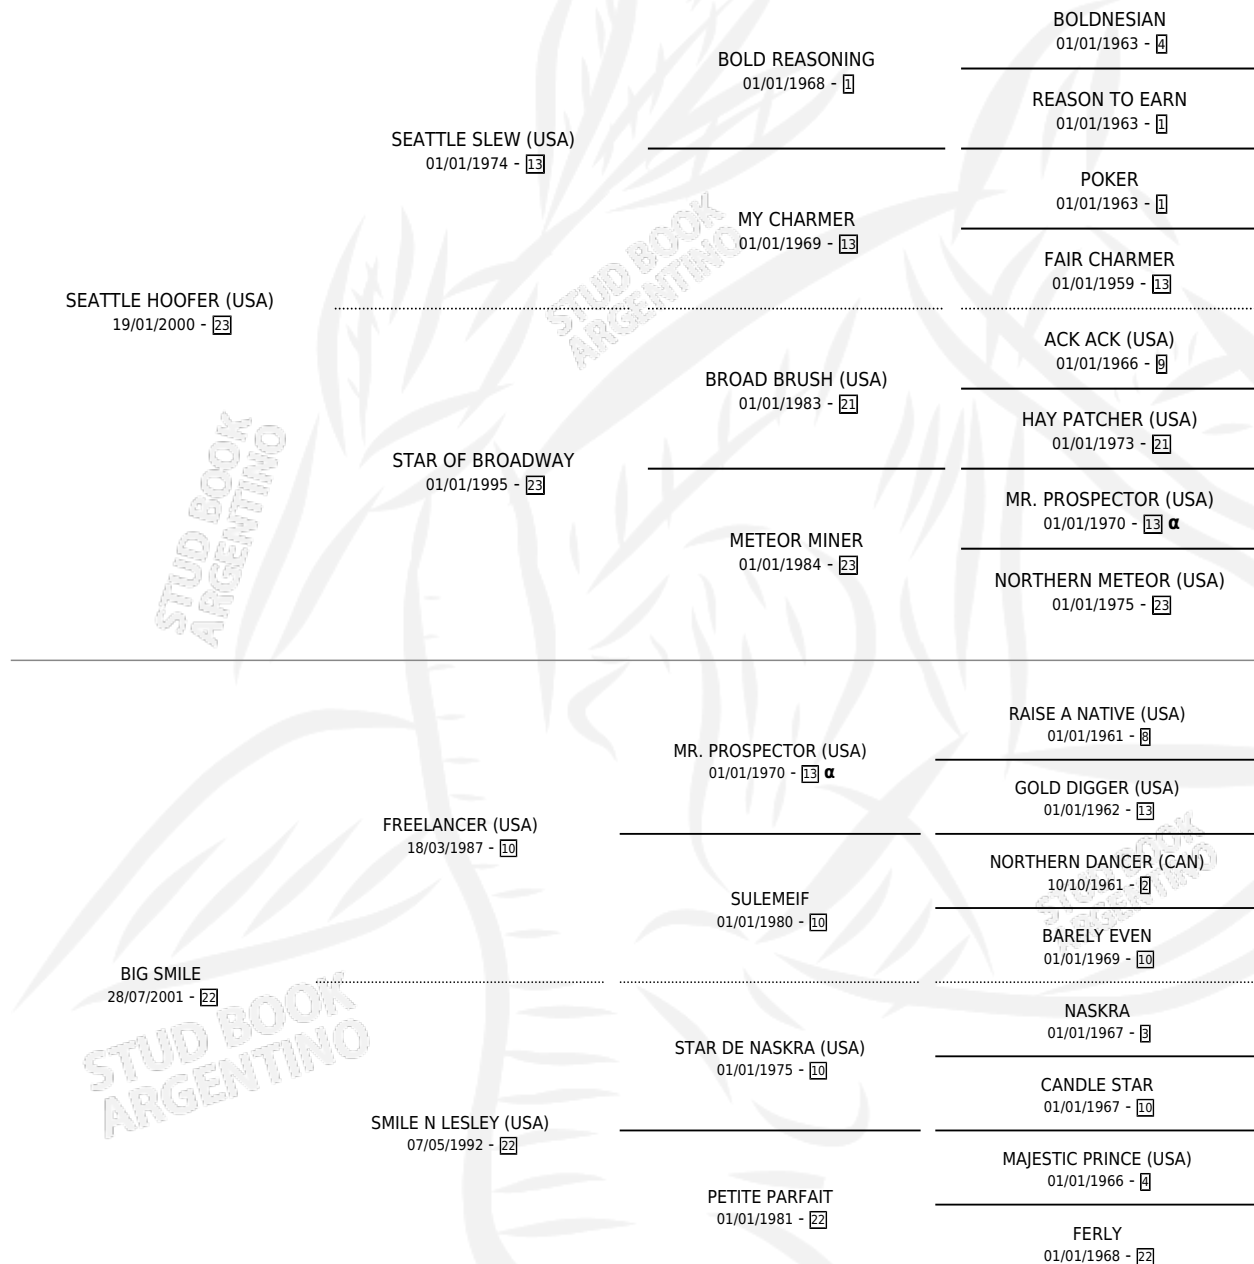 BOLDNESIAN
01/01/1963 - 4
BOLD REASONING
01/01/1968 - 1
REASON TO EARN
01/01/1963 - 1
SEATTLE SLEW (USA)
01/01/1974 - 13
POKER
01/01/1963 - 1
MY CHARMER
01/01/1969 - 13
FAIR CHARMER
01/01/1959 - 13
SEATTLE HOOFER (USA)
19/01/2000 - 23
ACK ACK (USA)
01/01/1966 - 9
BROAD BRUSH (USA)
01/01/1983 - 21
HAY PATCHER (USA)
01/01/1973 - 21
STAR OF BROADWAY
01/01/1995 - 23
MR. PROSPECTOR (USA)
01/01/1970 - 13 α
METEOR MINER
01/01/1984 - 23
NORTHERN METEOR (USA)
01/01/1975 - 23
RAISE A NATIVE (USA)
01/01/1961 - 8
MR. PROSPECTOR (USA)
01/01/1970 - 13 α
GOLD DIGGER (USA)
01/01/1962 - 13
FREELANCER (USA)
18/03/1987 - 10
NORTHERN DANCER (CAN)
10/10/1961 - 2
SULEMEIF
01/01/1980 - 10
BARELY EVEN
01/01/1969 - 10
BIG SMILE
28/07/2001 - 22
NASKRA
01/01/1967 - 3
STAR DE NASKRA (USA)
01/01/1975 - 10
CANDLE STAR
01/01/1967 - 10
SMILE N LESLEY (USA)
07/05/1992 - 22
MAJESTIC PRINCE (USA)
01/01/1966 - 4
PETITE PARFAIT
01/01/1981 - 22
FERLY
01/01/1968 - 22
STUD BOOK
ARGENTINO
STUD BOOK
ARGENTINO
STUD BOOK
ARGENTINO
STUD BOOK
ARGENTINO